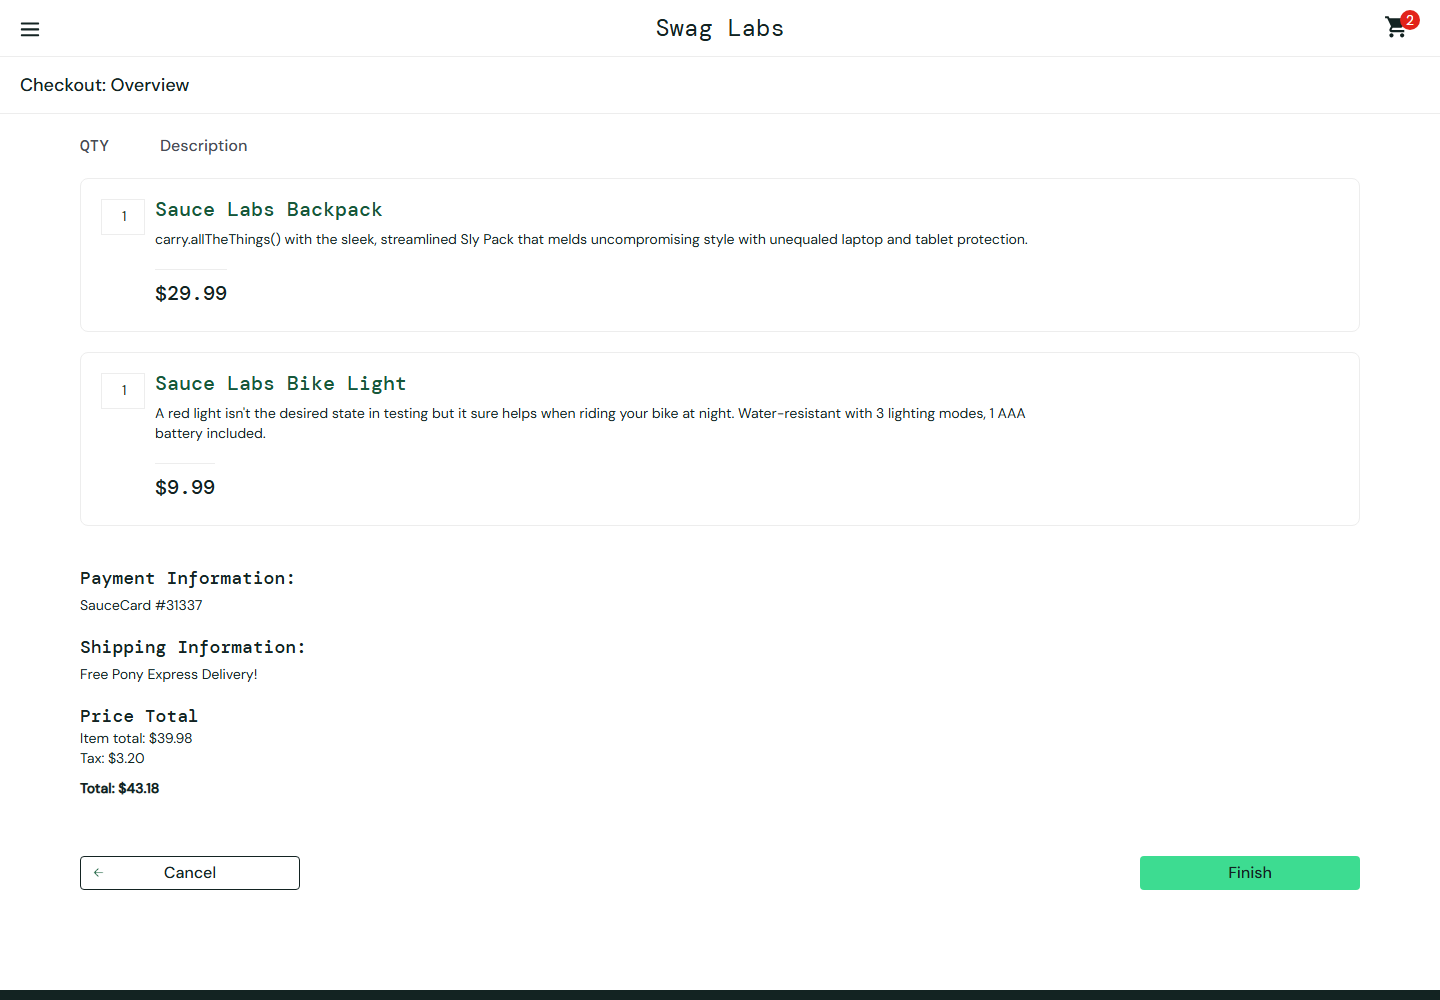 Swag Labs
2
Checkout: Overview
QTY Description
1
Sauce Labs Backpack
carry.allTheThings() with the sleek, streamlined Sly Pack that melds uncompromising style with unequaled laptop and tablet protection.
$29.99
1
Sauce Labs Bike Light
A red light isn't the desired state in testing but it sure helps when riding your bike at night. Water-resistant with 3 lighting modes, 1 AAA
battery included.
$9.99
Payment Information:
SauceCard #31337
Shipping Information:
Free Pony Express Delivery!
Price Total
Item total: $39.98
Tax: $3.20
Total: $43.18
Cancel
Finish